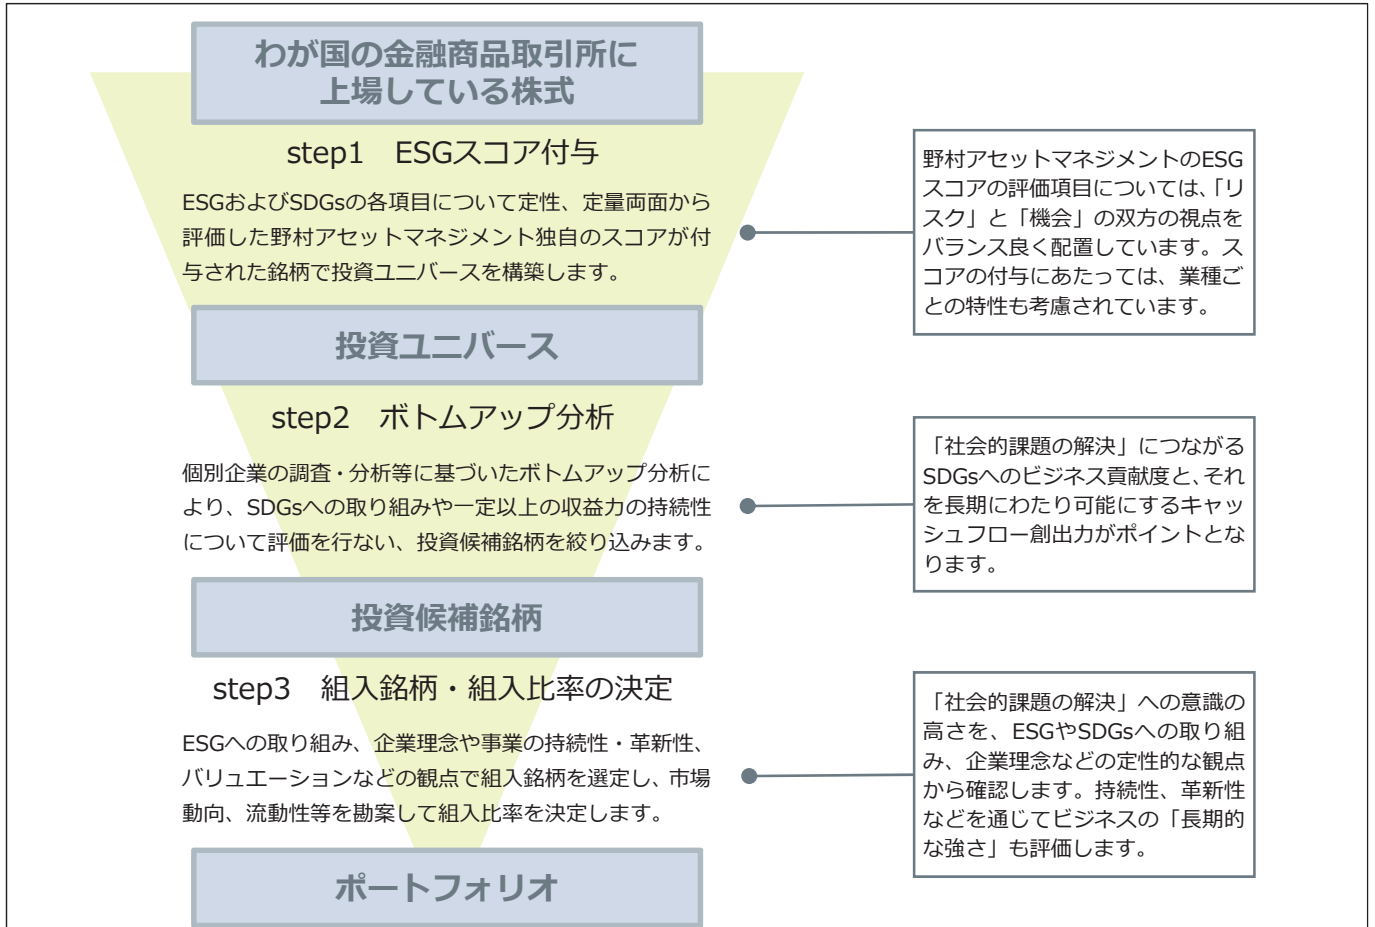 わが国の金融商品取引所に
上場している株式
step1　ESGスコア付与
ESGおよびSDGsの各項目について定性、定量両面から
評価した野村アセットマネジメント独自のスコアが付
与された銘柄で投資ユニバースを構築します。
野村アセットマネジメントのESG
スコアの評価項目については、「リ
スク」と「機会」の双方の視点を
バランス良く配置しています。ス
コアの付与にあたっては、業種ご
との特性も考慮されています。
投資ユニバース
step2　ボトムアップ分析
個別企業の調査・分析等に基づいたボトムアップ分析に
より、SDGsへの取り組みや一定以上の収益力の持続性
について評価を行ない、投資候補銘柄を絞り込みます。
「社会的課題の解決」につながる
SDGsへのビジネス貢献度と、それ
を長期にわたり可能にするキャッ
シュフロー創出力がポイントとな
ります。
投資候補銘柄
step3　組入銘柄・組入比率の決定
ESGへの取り組み、企業理念や事業の持続性・革新性、
バリュエーションなどの観点で組入銘柄を選定し、市場
動向、流動性等を勘案して組入比率を決定します。
「社会的課題の解決」への意識の
高さを、ESGやSDGsへの取り組
み、企業理念などの定性的な観点
から確認します。持続性、革新性
などを通じてビジネスの「長期的
な強さ」も評価します。
ポートフォリオ